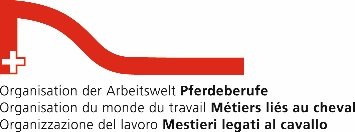 Organisation der Arbeitswelt Pferdeberufe
Organisation du monde du travail Métiers liés au cheval
Organizzazione del lavoro Mestieri legati al cavallo